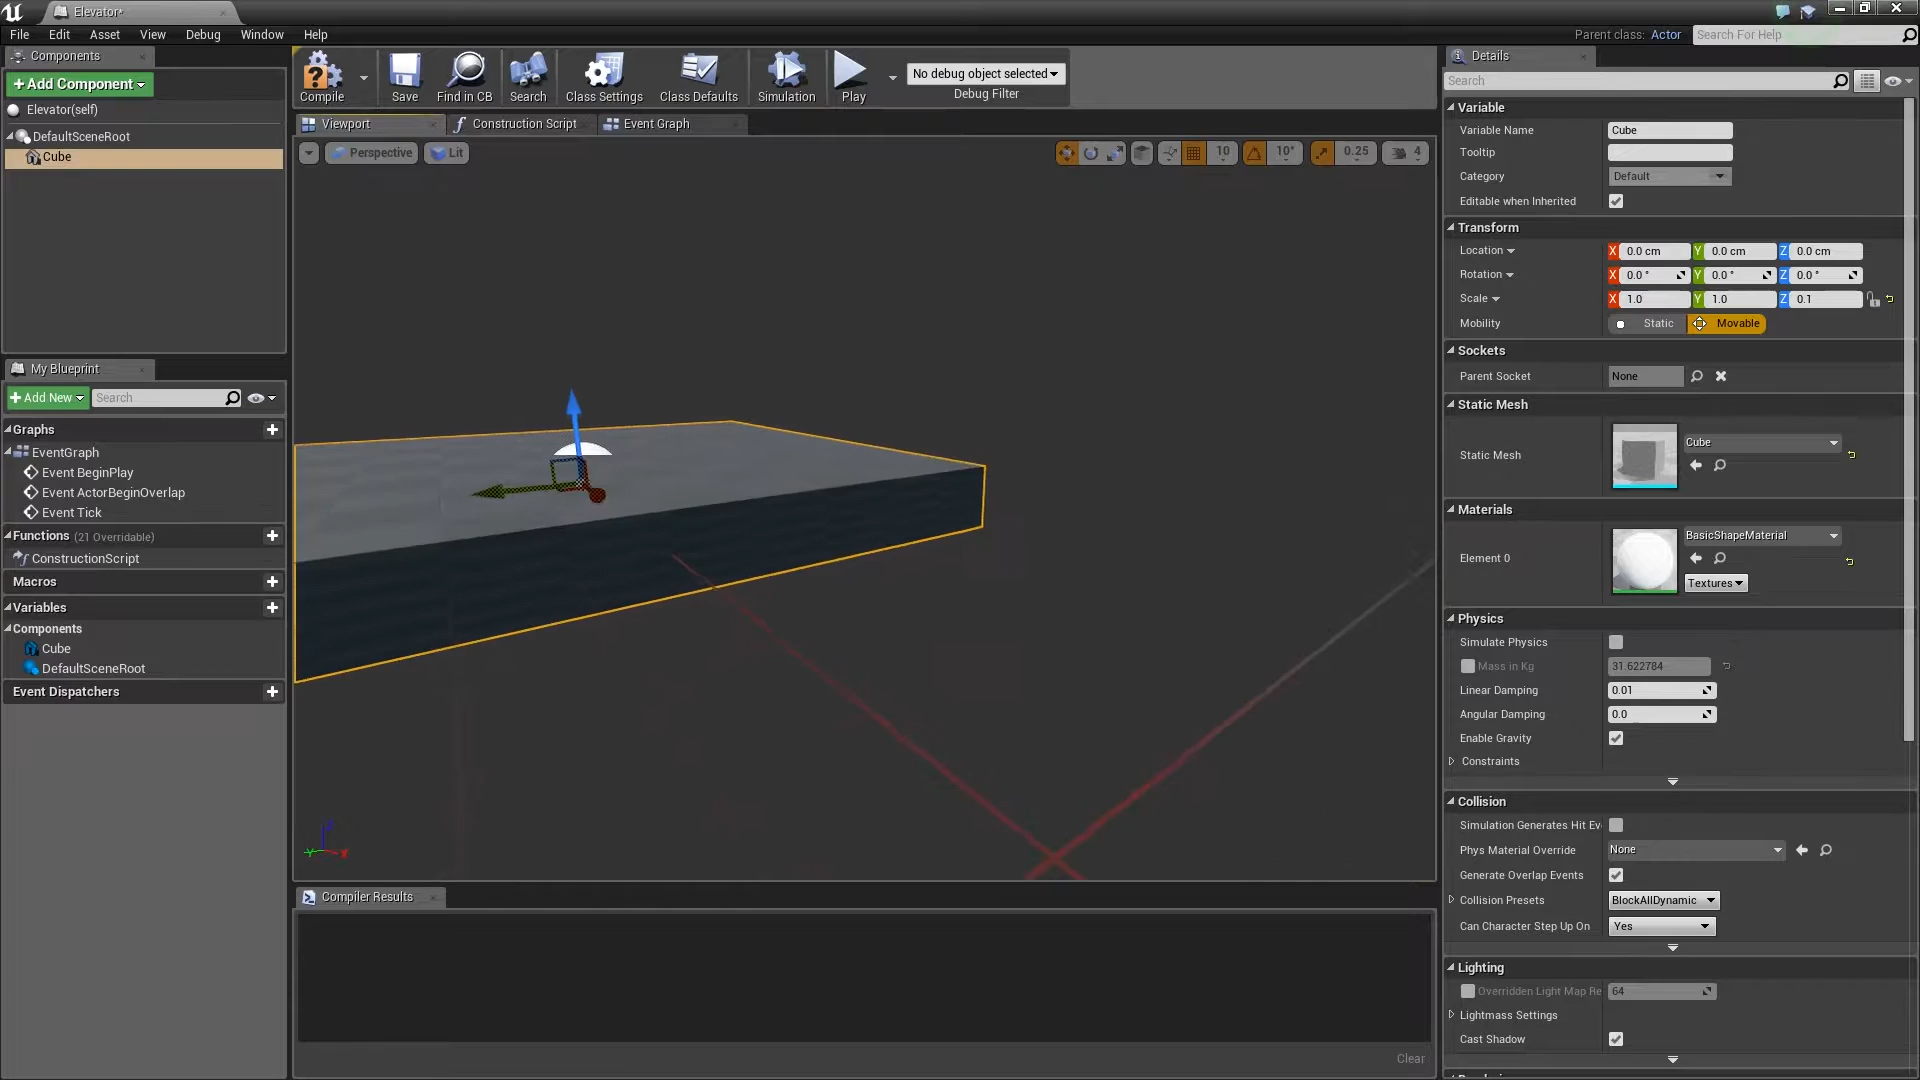 Elevator*
File Edit Asset View Debug Window Help
Parent class: Actor
Search For Help
Components
+ Add Component
Elevator(self)
DefaultSceneRoot
Cube
My Blueprint
+ Add New
Search
Graphs
EventGraph
Event BeginPlay
Event ActorBeginOverlap
Event Tick
Functions (21 Overridable)
ConstructionScript
Macros
Variables
Components
Cube
DefaultSceneRoot
Event Dispatchers
Compile
Save
Find in CB
Search
Class Settings
Class Defaults
Simulation
Play
No debug object selected
Debug Filter
Viewport
Construction Script
Event Graph
Perspective
Lit
10
10°
0.25
4
Z
Y
X
Compiler Results
Clear
Details
Search
Variable
Variable Name Cube
Tooltip
Category Default
Editable when Inherited
Transform
Location X 0.0 cm Y 0.0 cm Z 0.0 cm
Rotation X 0.0 ° Y 0.0 ° Z 0.0 °
Scale X 1.0 Y 1.0 Z 0.1
Mobility Static Movable
Sockets
Parent Socket None
Static Mesh
Static Mesh Cube
Materials
Element 0 BasicShapeMaterial
Textures
Physics
Simulate Physics
Mass in Kg 31.622784
Linear Damping 0.01
Angular Damping 0.0
Enable Gravity
Constraints
Collision
Simulation Generates Hit Ev
Phys Material Override None
Generate Overlap Events
Collision Presets BlockAllDynamic
Can Character Step Up On Yes
Lighting
Overridden Light Map Re 64
Lightmass Settings
Cast Shadow